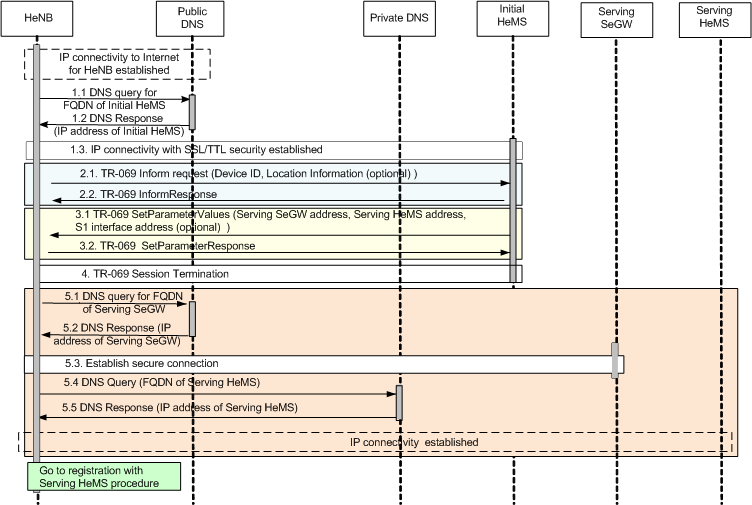 HeNB
Public
DNS
Private DNS
Initial
HeMS
Serving
SeGW
Serving
HeMS
IP connectivity to Internet
for HeNB established
1.1 DNS query for
FQDN of Initial HeMS
1.2 DNS Response
(IP address of Initial HeMS)
1.3. IP connectivity with SSL/TTL security established
2.1. TR-069 Inform request (Device ID, Location Information (optional) )
2.2. TR-069 InformResponse
3.1 TR-069 SetParameterValues (Serving SeGW address, Serving HeMS address,
S1 interface address (optional) )
3.2. TR-069 SetParameterResponse
4. TR-069 Session Termination
5.1 DNS query for FQDN
of Serving SeGW
5.2 DNS Response (IP
address of Serving SeGW)
5.3. Establish secure connection
5.4 DNS Query (FQDN of Serving HeMS)
5.5 DNS Response (IP address of Serving HeMS)
IP connectivity established
Go to registration with
Serving HeMS procedure